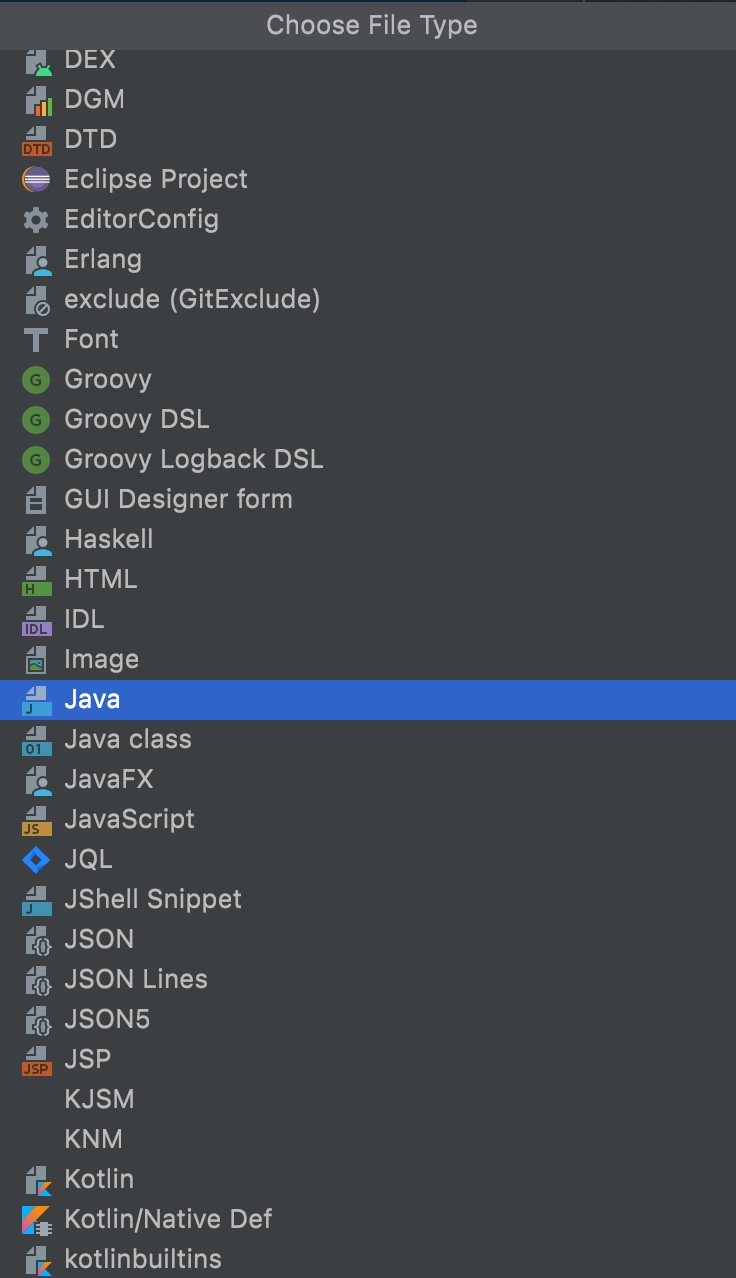 Choose File Type
DEX
DGM
DTD DTD
Eclipse Project
EditorConfig
Erlang
exclude (GitExclude)
Font
G Groovy
G Groovy DSL
G Groovy Logback DSL
GUI Designer form
Haskell
H HTML
IDL IDL
Image
J Java
01 Java class
JavaFX
JS JavaScript
JQL
J JShell Snippet
JSON
JSON Lines
JSON5
JSP JSP
KJSM
KNM
Kotlin
Kotlin/Native Def
kotlinbuiltins